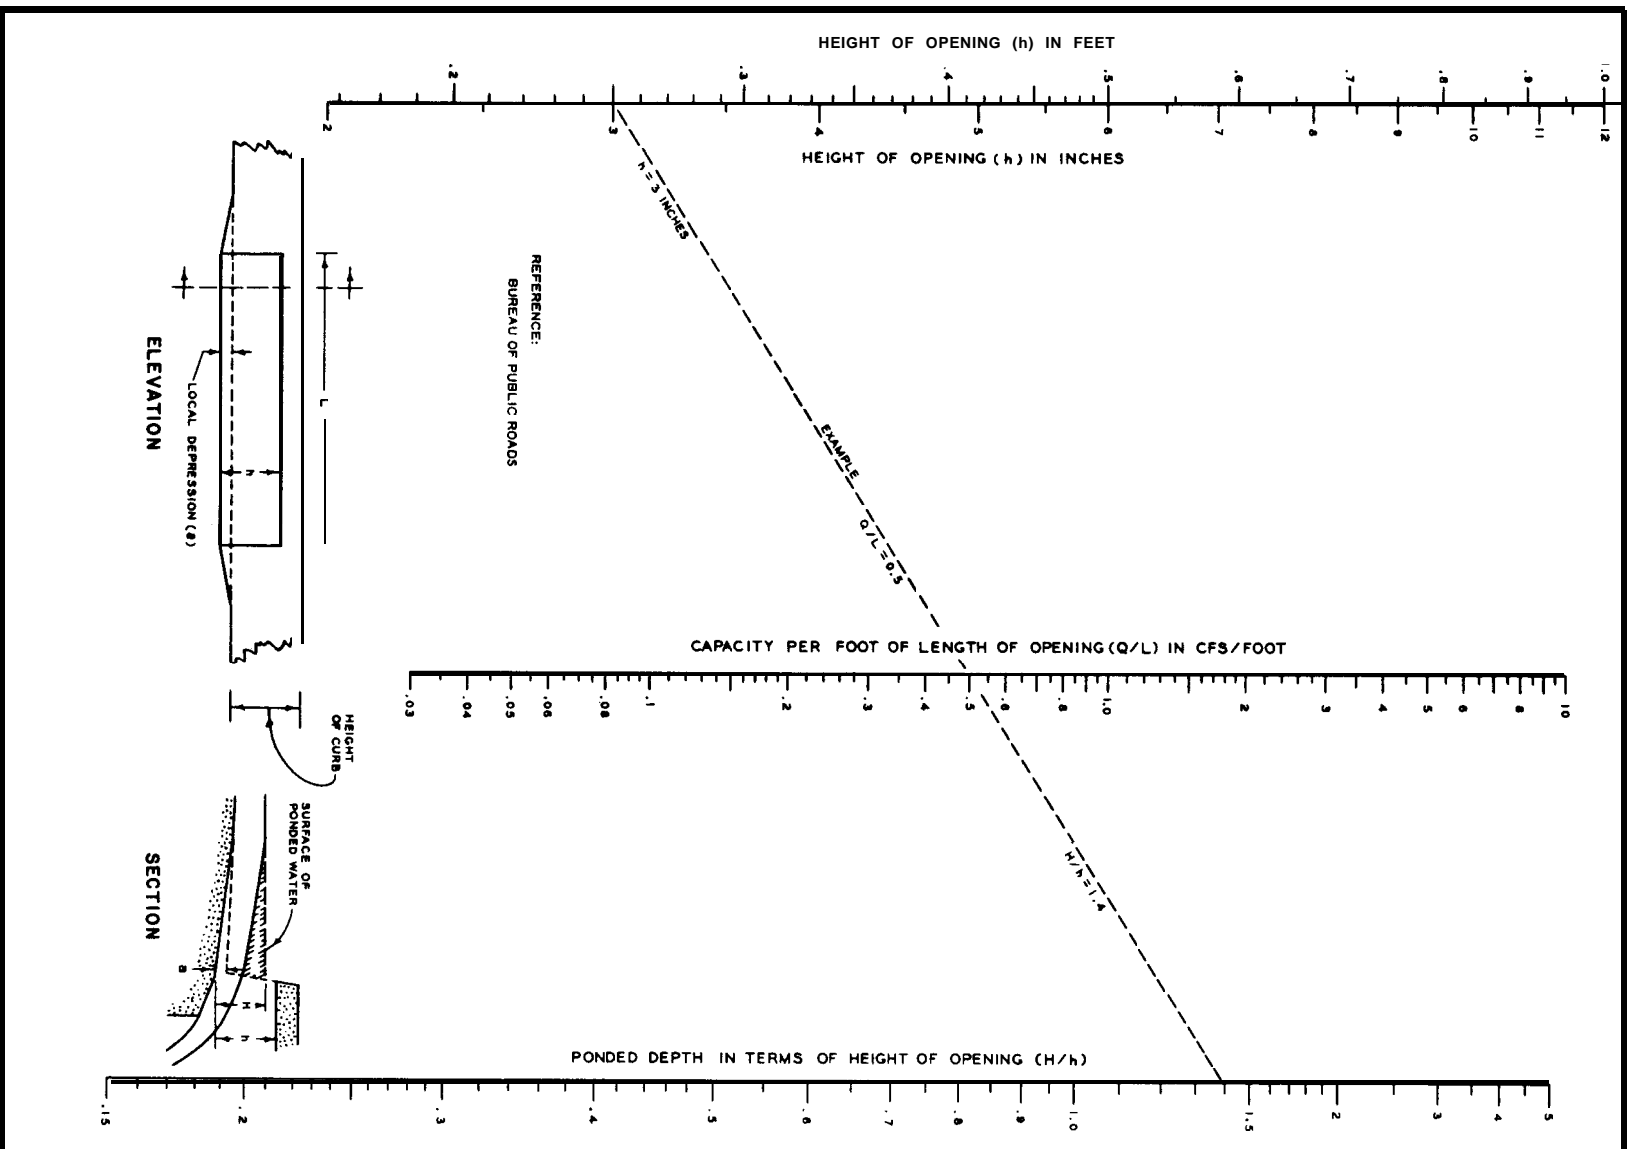 HEIGHT OF OPENING (h) IN FEET
.2 .3 .4 .5 .6 .7 .8 .9 1.0
2 3 4 5 6 7 8 9 10 11 12
HEIGHT OF OPENING (h) IN INCHES
h = 3 INCHES
REFERENCE:
BUREAU OF PUBLIC ROADS
EXAMPLE
Q/L = 0.5
L
h
LOCAL DEPRESSION (a)
ELEVATION
CAPACITY PER FOOT OF LENGTH OF OPENING (Q/L) IN CFS/FOOT
.03 .04 .05 .06 .08 .1 .2 .3 .4 .5 .6 .8 1.0 2 3 4 5 6 8 10
HEIGHT
OF CURB
SURFACE OF
PONDED WATER
H/h = 1.4
SECTION
a
H
h
PONDED DEPTH IN TERMS OF HEIGHT OF OPENING (H/h)
.15 .2 .3 .4 .5 .6 .7 .8 .9 1.0 1.5 2 3 4 5